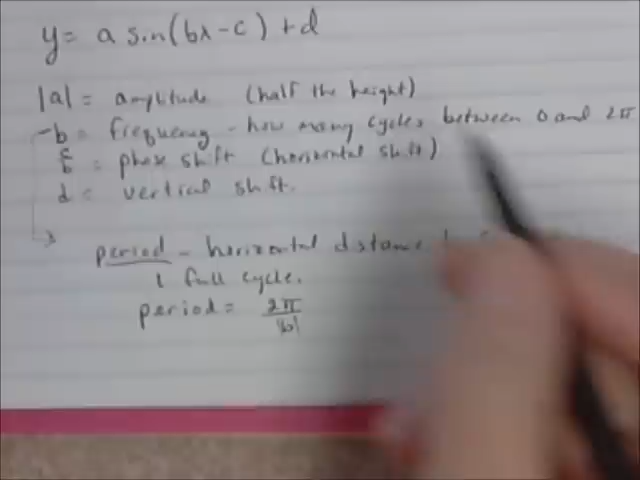 y = a sin(bx - c) + d
|a| = amplitude (half the height)
b = frequency - how many cycles between 0 and 2π
c/b = phase shift (horizontal shift)
d = vertical shift.
period - horizontal distance
1 full cycle.
period = 2π/|b|